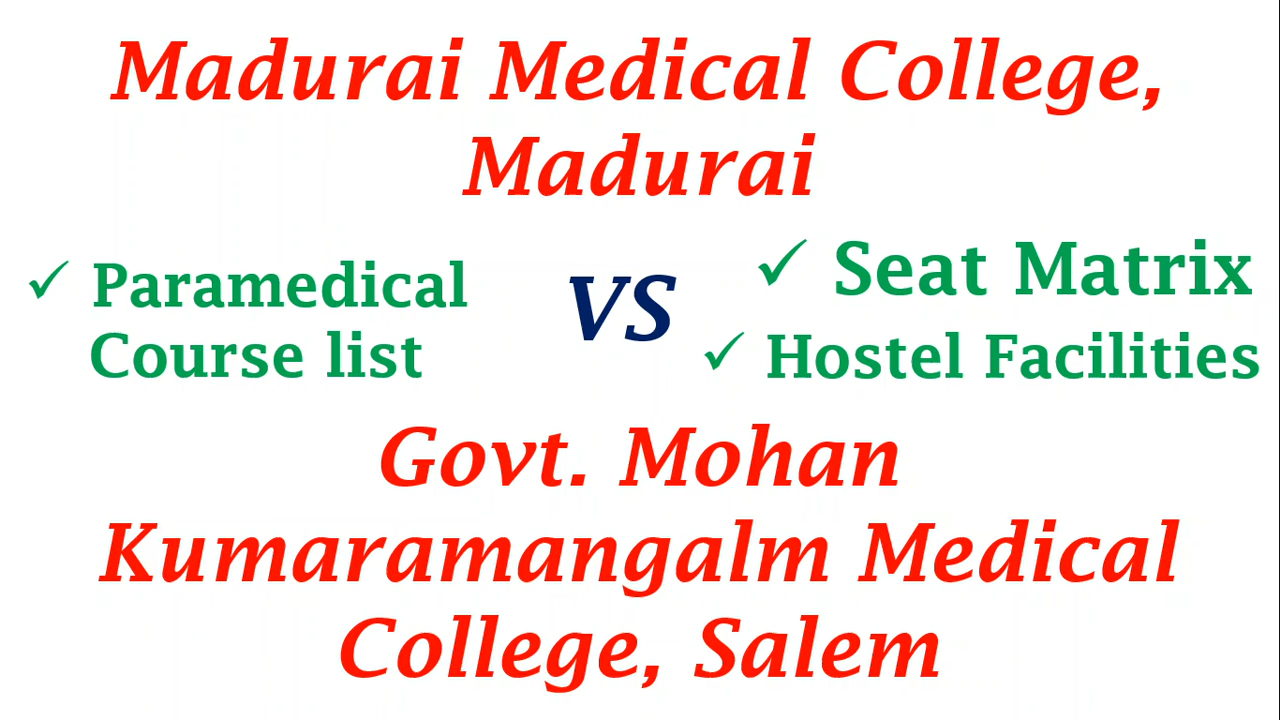 Madurai Medical College,
Madurai
✓ Paramedical
Course list
VS
✓ Seat Matrix
✓ Hostel Facilities
Govt. Mohan
Kumaramangalm Medical
College, Salem